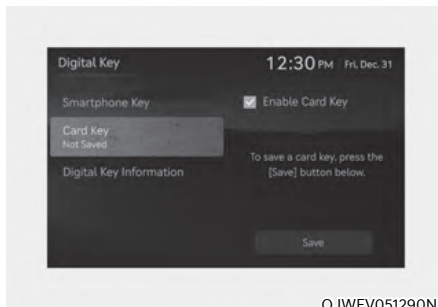 Digital Key
12:30 PM Fri, Dec. 31
Smartphone Key
Enable Card Key
Card Key
Not Saved
To save a card key, press the
[Save] button below.
Digital Key Information
Save
OJWEV051290N